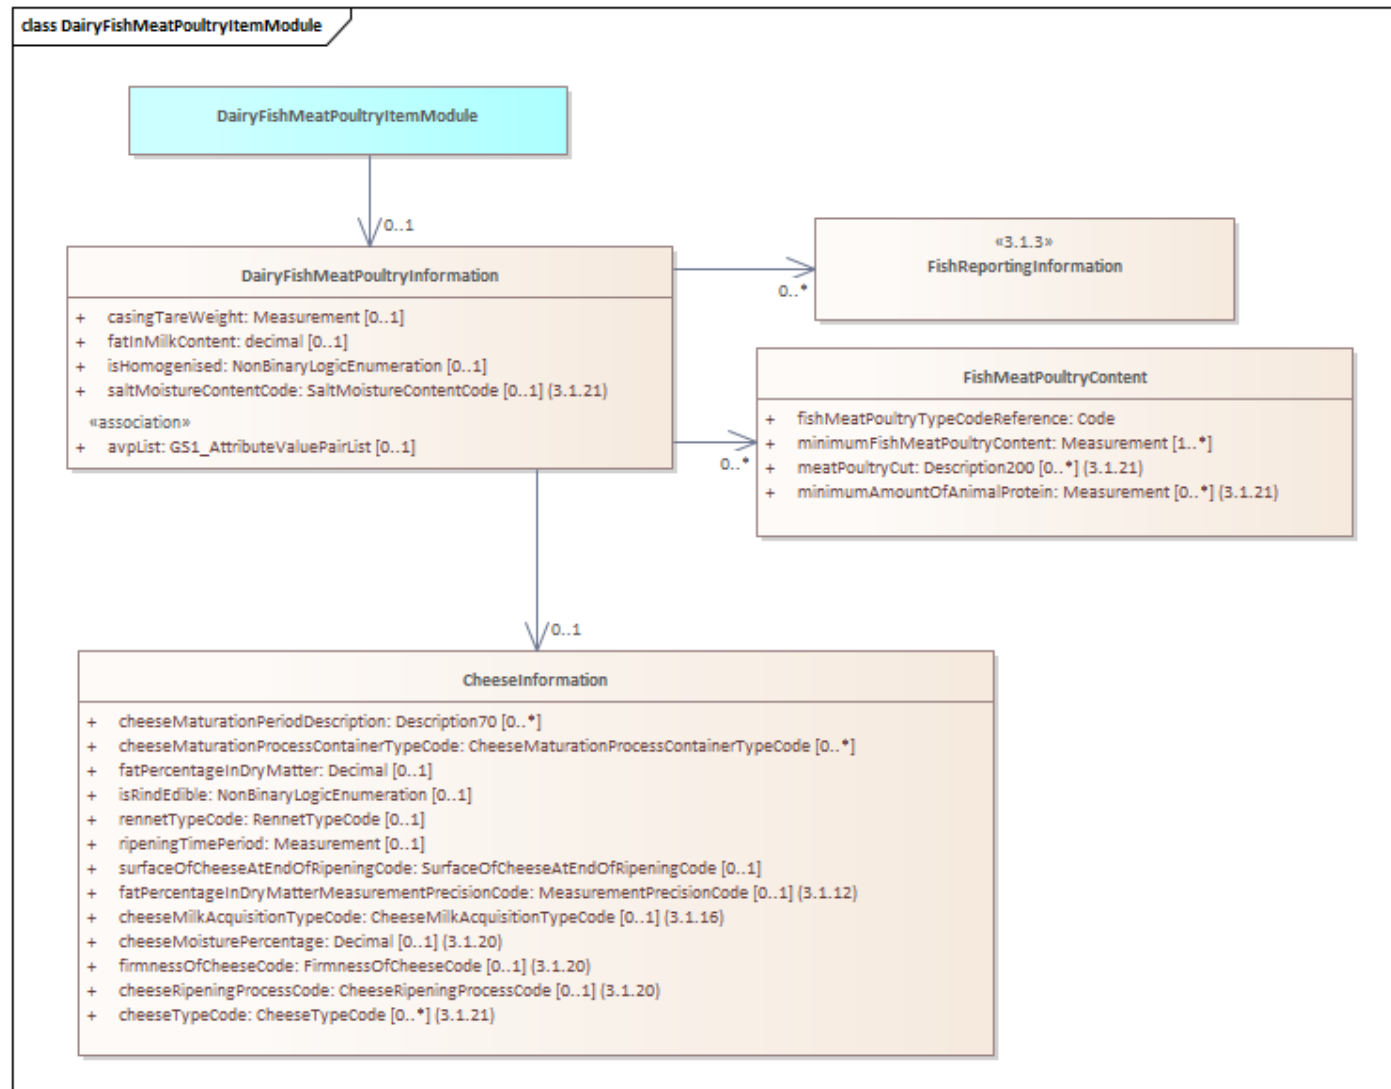 class DairyFishMeatPoultryItemModule
DairyFishMeatPoultryItemModule
0..1
DairyFishMeatPoultryInformation
+ casingTareWeight: Measurement [0..1]
+ fatInMilkContent: decimal [0..1]
+ isHomogenised: NonBinaryLogicEnumeration [0..1]
+ saltMoistureContentCode: SaltMoistureContentCode [0..1] (3.1.21)
«association»
+ avpList: GS1_AttributeValuePairList [0..1]
0..*
«3.1.3»
FishReportingInformation
0..*
FishMeatPoultryContent
+ fishMeatPoultryTypeCodeReference: Code
+ minimumFishMeatPoultryContent: Measurement [1..*]
+ meatPoultryCut: Description200 [0..*] (3.1.21)
+ minimumAmountOfAnimalProtein: Measurement [0..*] (3.1.21)
0..1
CheeseInformation
+ cheeseMaturationPeriodDescription: Description70 [0..*]
+ cheeseMaturationProcessContainerTypeCode: CheeseMaturationProcessContainerTypeCode [0..*]
+ fatPercentageInDryMatter: Decimal [0..1]
+ isRindEdible: NonBinaryLogicEnumeration [0..1]
+ rennetTypeCode: RennetTypeCode [0..1]
+ ripeningTimePeriod: Measurement [0..1]
+ surfaceOfCheeseAtEndOfRipeningCode: SurfaceOfCheeseAtEndOfRipeningCode [0..1]
+ fatPercentageInDryMatterMeasurementPrecisionCode: MeasurementPrecisionCode [0..1] (3.1.12)
+ cheeseMilkAcquisitionTypeCode: CheeseMilkAcquisitionTypeCode [0..1] (3.1.16)
+ cheeseMoisturePercentage: Decimal [0..1] (3.1.20)
+ firmnessOfCheeseCode: FirmnessOfCheeseCode [0..1] (3.1.20)
+ cheeseRipeningProcessCode: CheeseRipeningProcessCode [0..1] (3.1.20)
+ cheeseTypeCode: CheeseTypeCode [0..*] (3.1.21)